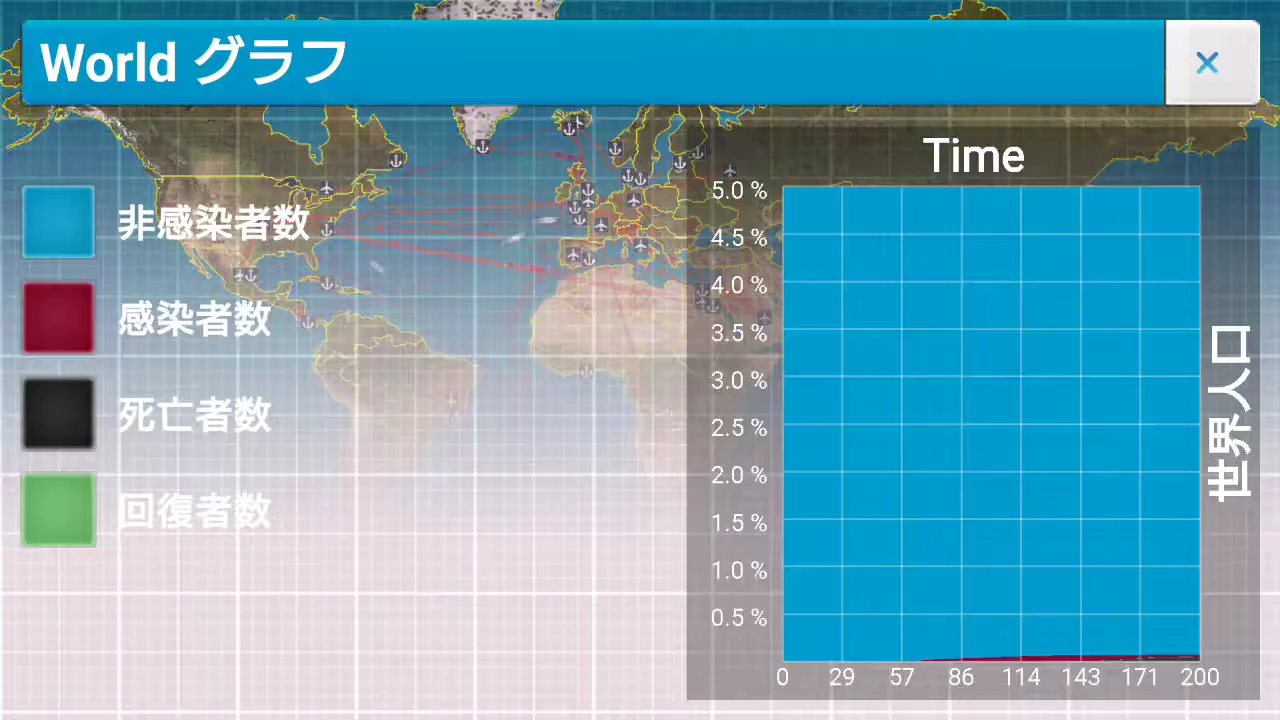 World グラフ
×
非感染者数
感染者数
死亡者数
回復者数
Time
5.0 %
4.5 %
4.0 %
3.5 %
3.0 %
2.5 %
2.0 %
1.5 %
1.0 %
0.5 %
0 29 57 86 114 143 171 200
世界人口